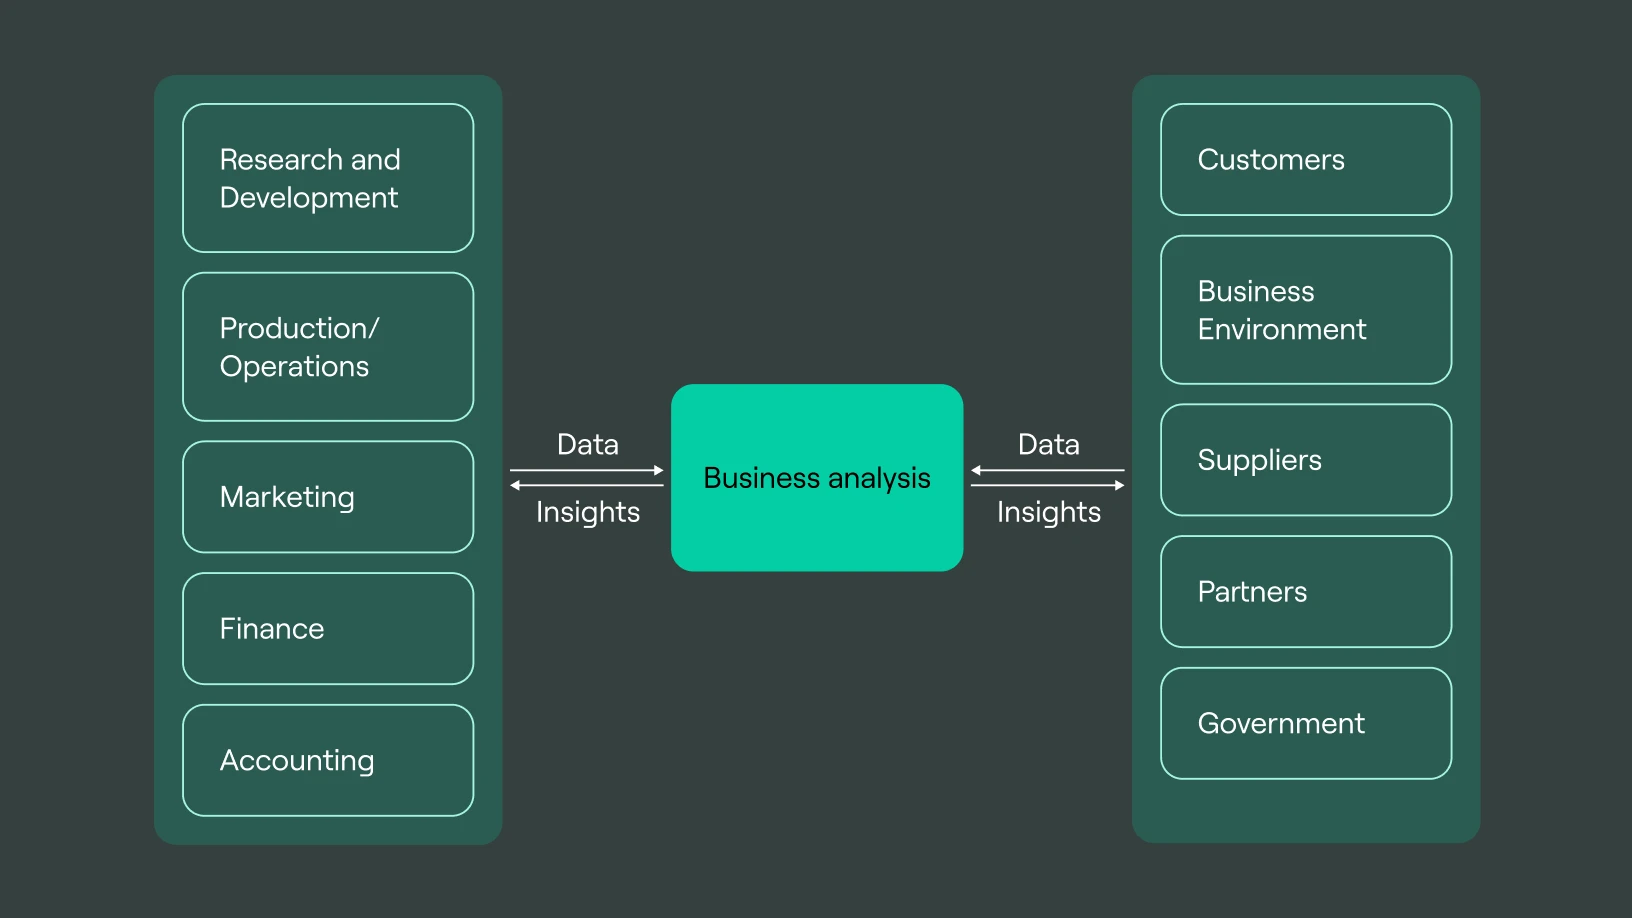 Research and
Development
Production/
Operations
Marketing
Finance
Accounting
Data
Insights
Business analysis
Data
Insights
Customers
Business
Environment
Suppliers
Partners
Government